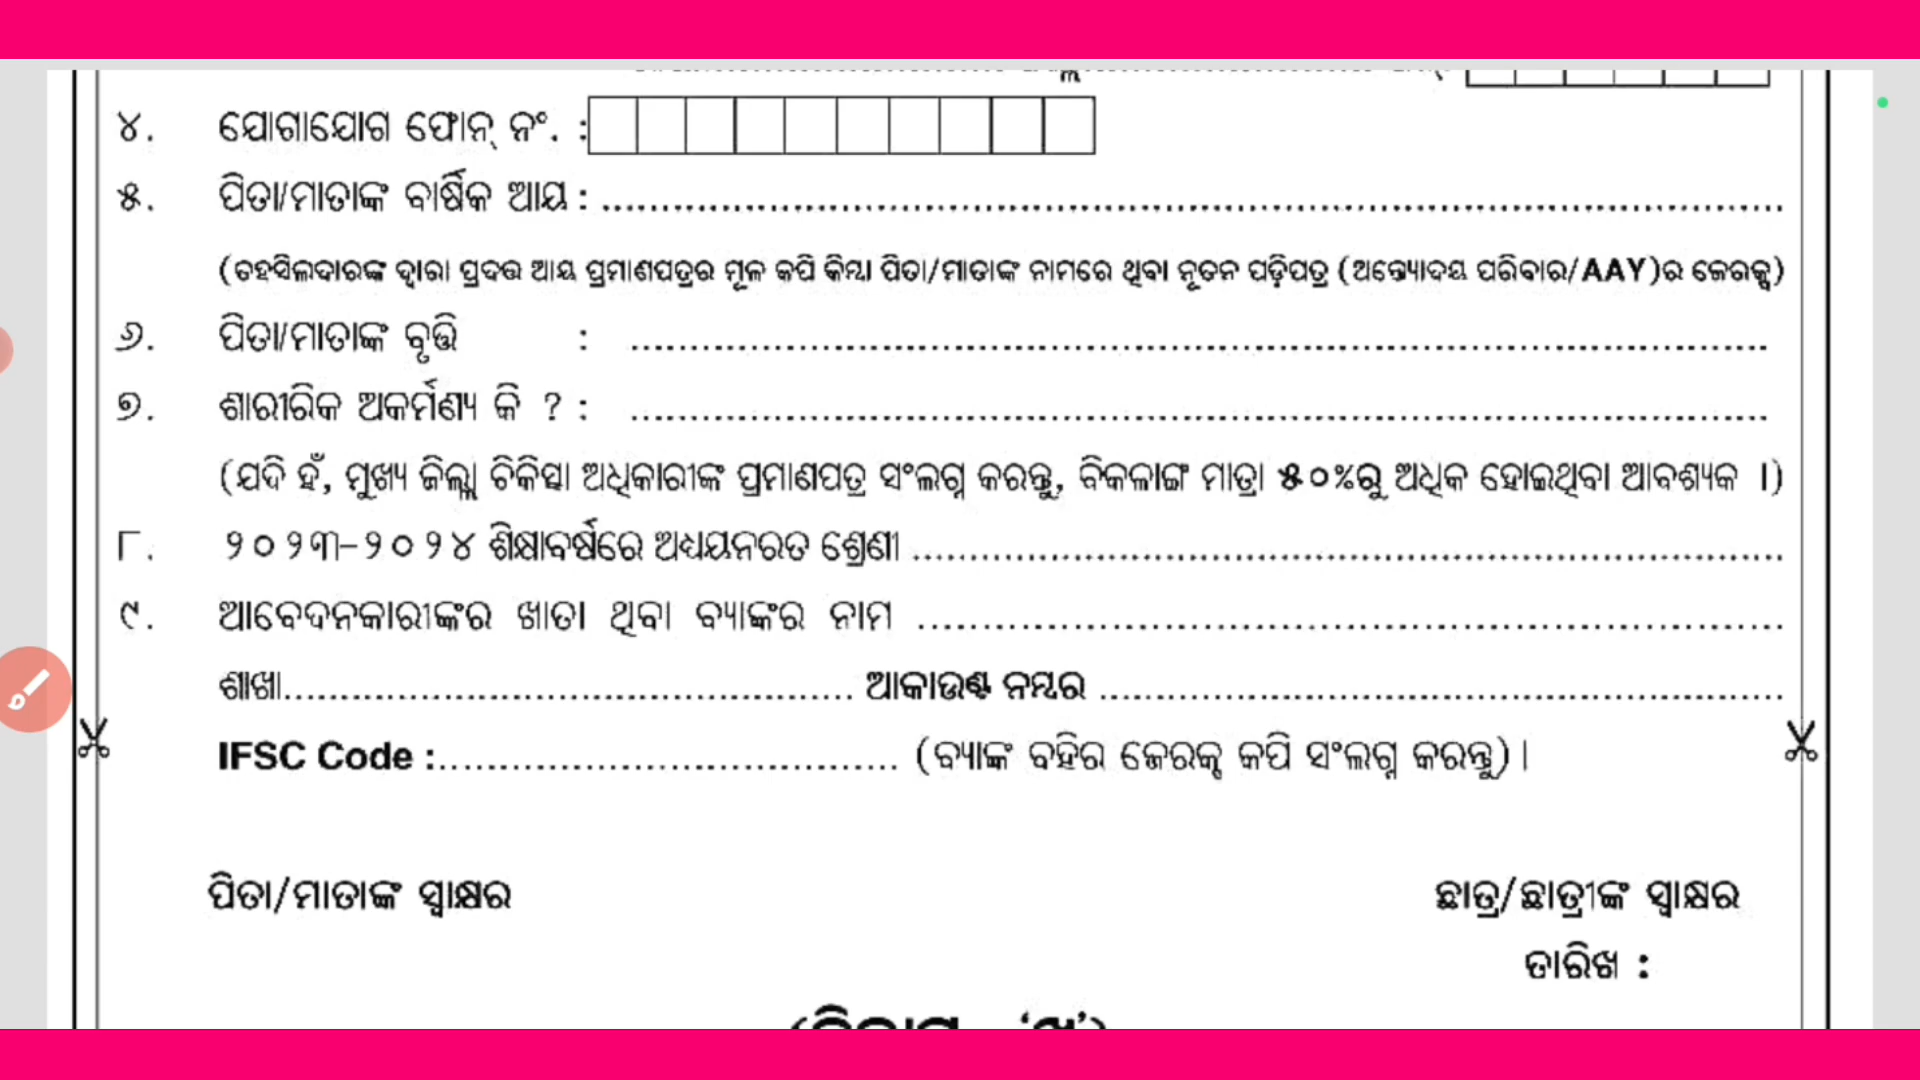 ୪. ଯୋଗାଯୋଗ ଫୋନ୍ ନଂ. :
୫. ପିତା/ମାତାଙ୍କ ବାର୍ଷିକ ଆୟ : ........................................................
(ତହସିଲଦାରଙ୍କ ଦ୍ଵାରା ପ୍ରଦତ୍ତ ଆୟ ପ୍ରମାଣପତ୍ରର ମୂଳ କପି କିମ୍ବା ପିତା/ମାତାଙ୍କ ନାମରେ ଥିବା ନୂତନ ପଡ଼ିପତ୍ର (ଅନ୍ତ୍ୟୋଦୟ ପରିବାର/AAY)ର ଜେରକ୍ସ)
୬. ପିତା/ମାତାଙ୍କ ବୃତ୍ତି : ........................................................
୭. ଶାରୀରିକ ଅକର୍ମଣ୍ୟ କି ? : ........................................................
(ଯଦି ହଁ, ମୁଖ୍ୟ ଜିଲ୍ଲା ଚିକିତ୍ସା ଅଧିକାରୀଙ୍କ ପ୍ରମାଣପତ୍ର ସଂଲଗ୍ନ କରନ୍ତୁ, ବିକଳାଙ୍ଗ ମାତ୍ରା ୫୦%ରୁ ଅଧିକ ହୋଇଥିବା ଆବଶ୍ୟକ ।)
୮. ୨୦୨୩-୨୦୨୪ ଶିକ୍ଷାବର୍ଷରେ ଅଧ୍ୟୟନରତ ଶ୍ରେଣୀ ........................................
୯. ଆବେଦନକାରୀଙ୍କର ଖାତା ଥିବା ବ୍ୟାଙ୍କର ନାମ ........................................
ଶାଖା........................................ ଆକାଉଣ୍ଟ ନମ୍ବର ........................................
IFSC Code :................................ (ବ୍ୟାଙ୍କ ବହିର ଜେରକ୍ସ କପି ସଂଲଗ୍ନ କରନ୍ତୁ) ।
ପିତା/ମାତାଙ୍କ ସ୍ୱାକ୍ଷର ଛାତ୍ର/ଛାତ୍ରୀଙ୍କ ସ୍ୱାକ୍ଷର
ତାରିଖ :